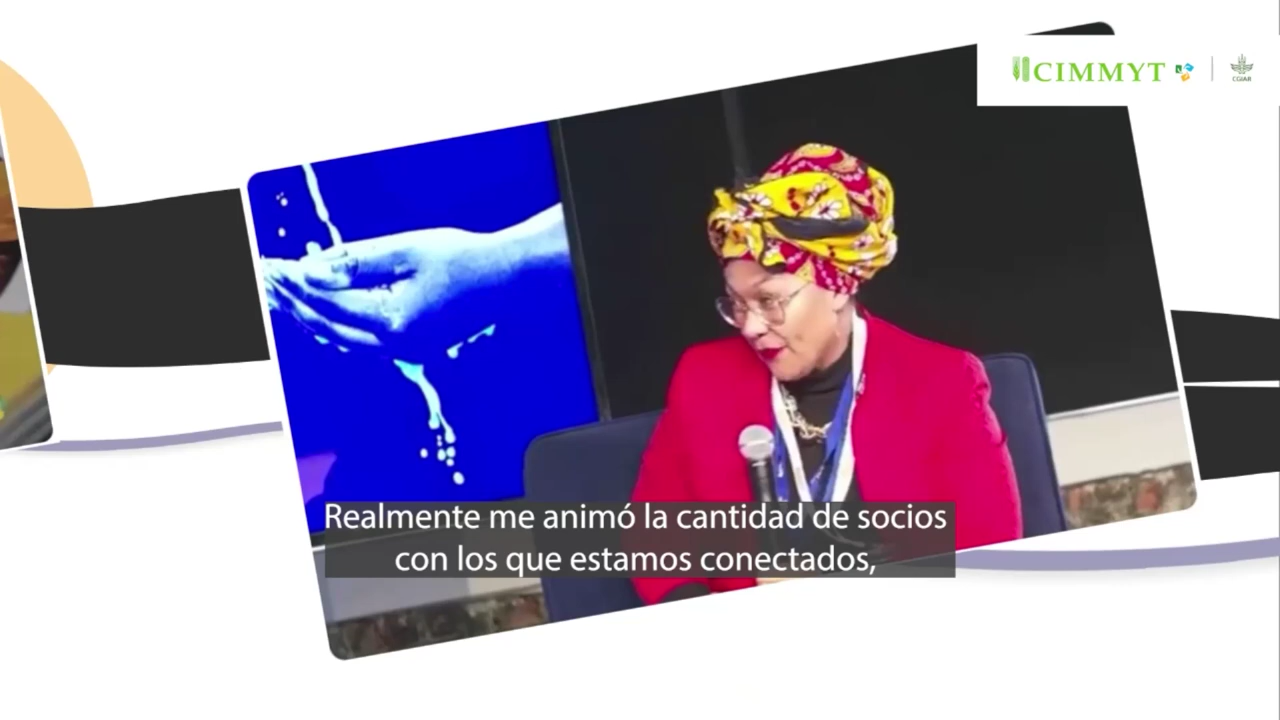 CIMMYT
CGIAR
Realmente me animó la cantidad de socios
con los que estamos conectados,